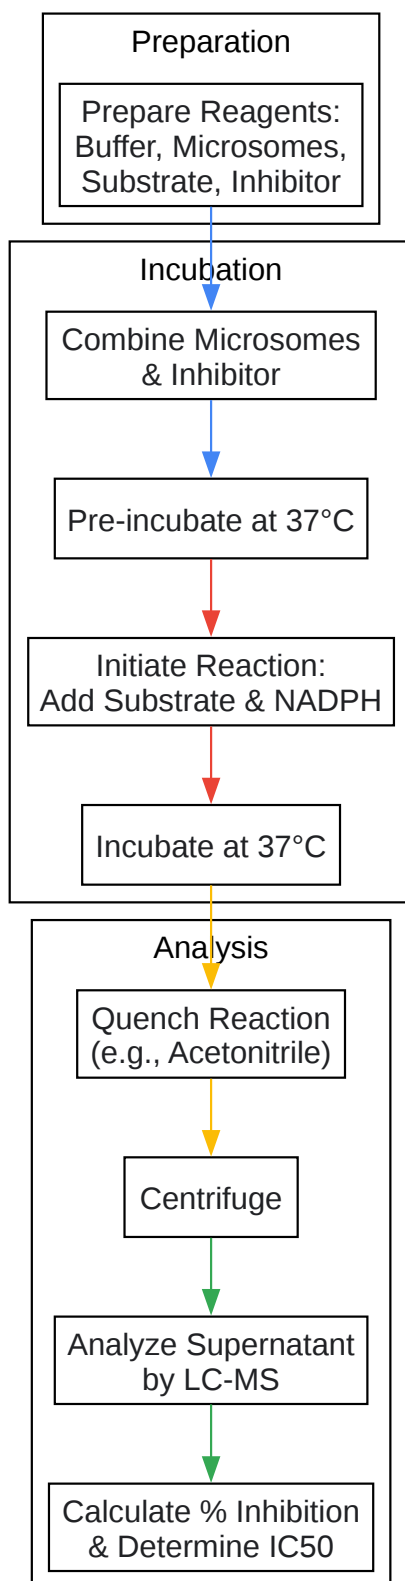 Preparation
Prepare Reagents:
Buffer, Microsomes,
Substrate, Inhibitor
Incubation
Combine Microsomes
& Inhibitor
Pre-incubate at 37°C
Initiate Reaction:
Add Substrate & NADPH
Incubate at 37°C
Analysis
Quench Reaction
(e.g., Acetonitrile)
Centrifuge
Analyze Supernatant
by LC-MS
Calculate % Inhibition
& Determine IC50